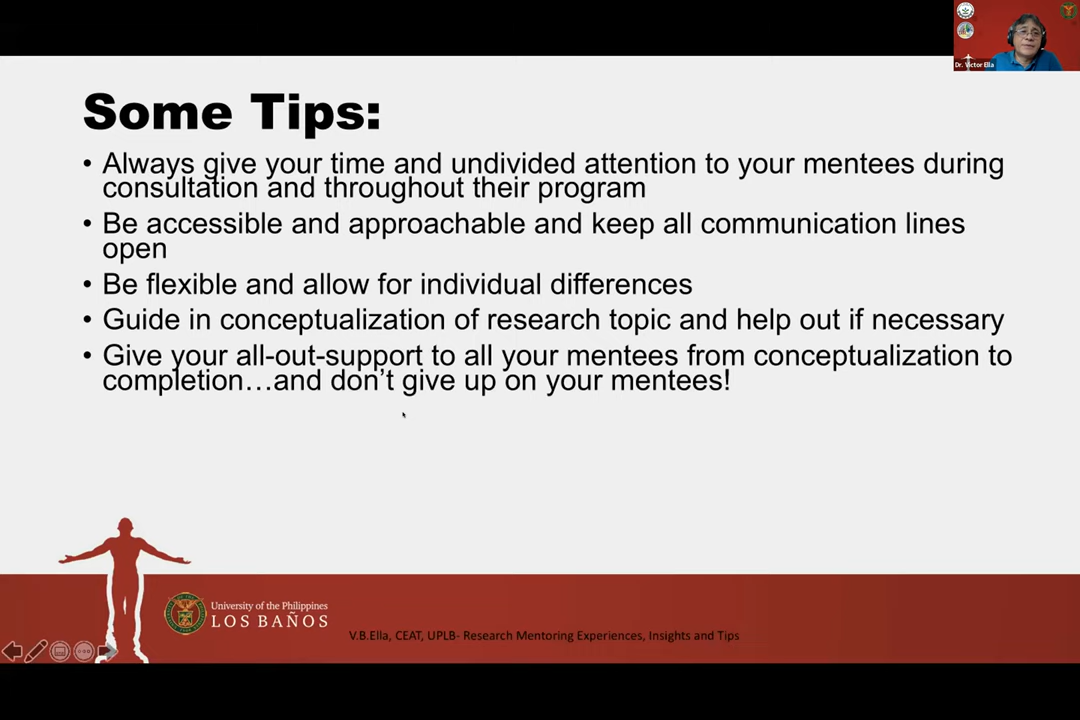 Dr. Victor Ella
Some Tips:
• Always give your time and undivided attention to your mentees during
consultation and throughout their program
• Be accessible and approachable and keep all communication lines
open
• Be flexible and allow for individual differences
• Guide in conceptualization of research topic and help out if necessary
• Give your all-out-support to all your mentees from conceptualization to
completion…and don’t give up on your mentees!
University of the Philippines
LOS BAÑOS
V.B.Ella, CEAT, UPLB- Research Mentoring Experiences, Insights and Tips